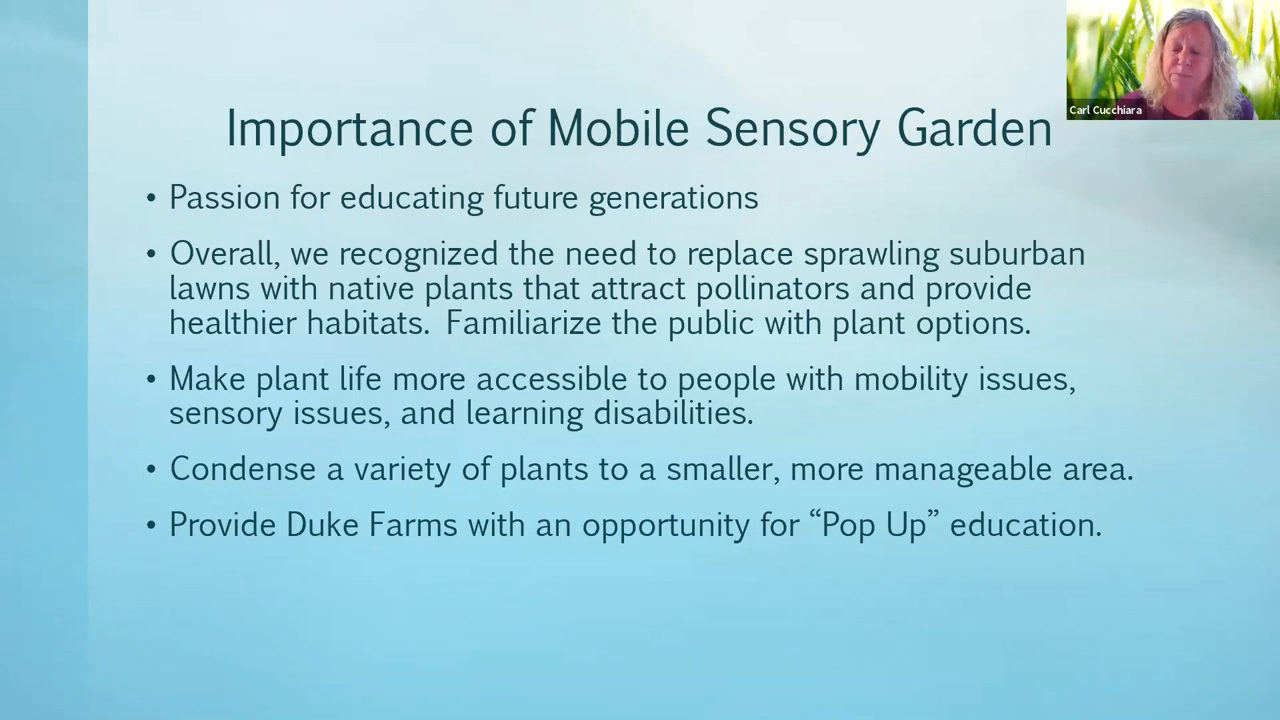 Carl Cucchiara
Importance of Mobile Sensory Garden
• Passion for educating future generations
• Overall, we recognized the need to replace sprawling suburban
lawns with native plants that attract pollinators and provide
healthier habitats.  Familiarize the public with plant options.
• Make plant life more accessible to people with mobility issues,
sensory issues, and learning disabilities.
• Condense a variety of plants to a smaller, more manageable area.
• Provide Duke Farms with an opportunity for “Pop Up” education.